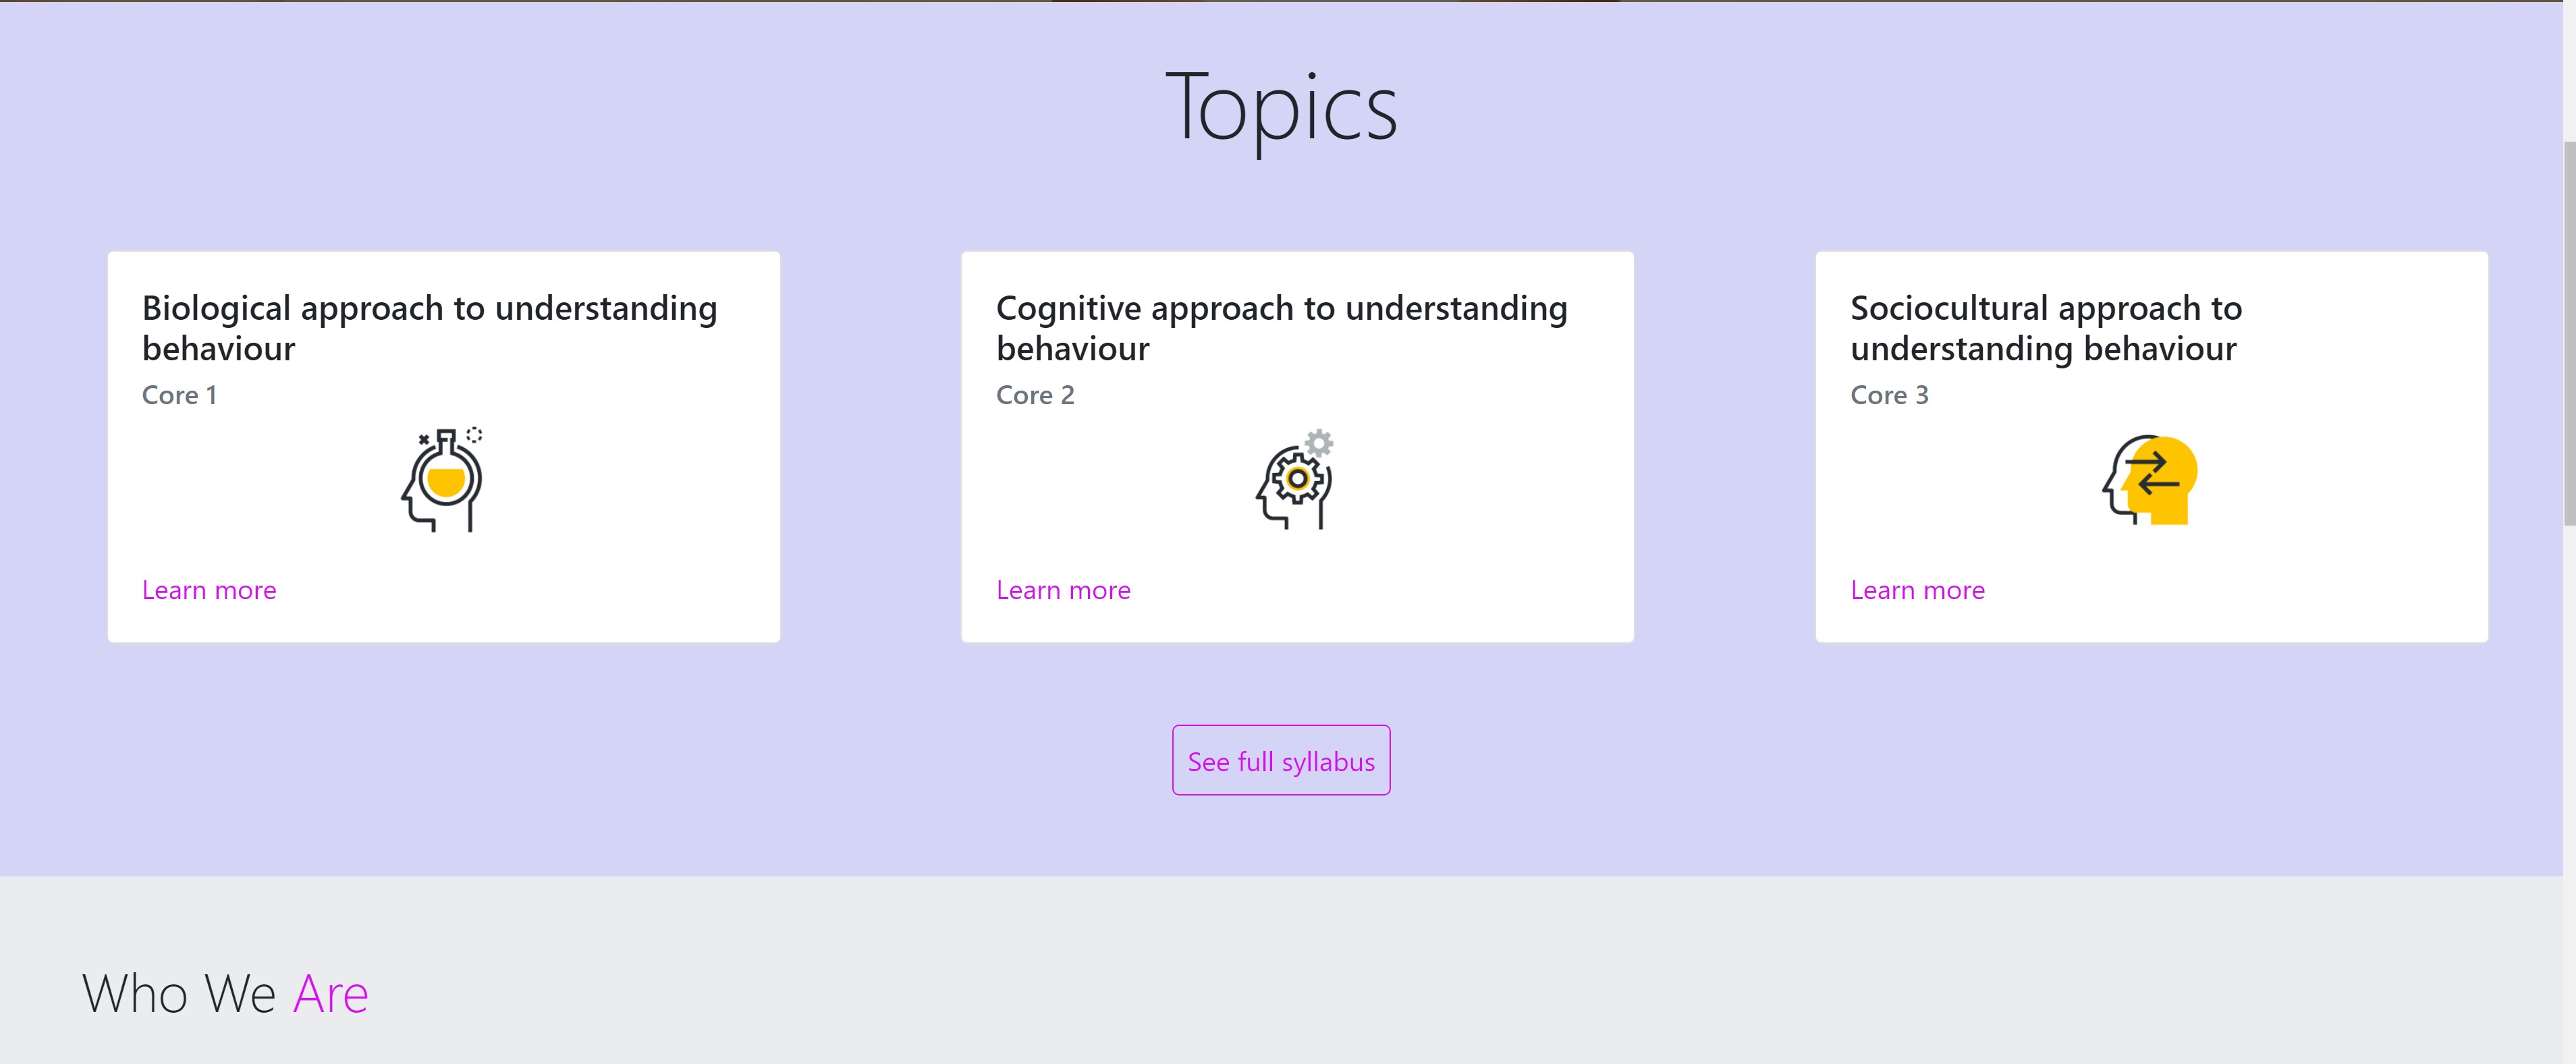 Topics
Biological approach to understanding
behaviour
Core 1
Learn more
Cognitive approach to understanding
behaviour
Core 2
Learn more
Sociocultural approach to
understanding behaviour
Core 3
Learn more
See full syllabus
Who We Are